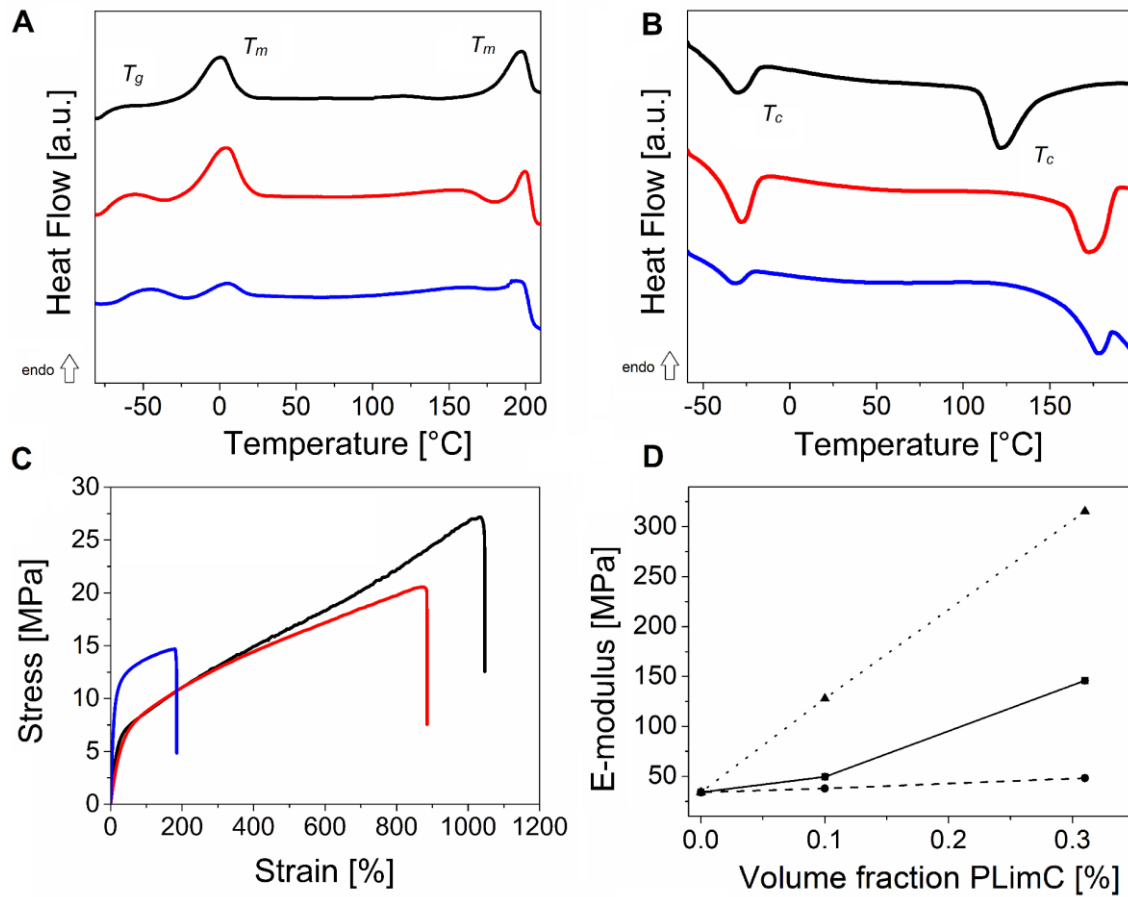 A
T_g
T_m
T_m
Heat Flow [a.u.]
endo
-50 0 50 100 150 200
Temperature [°C]
B
T_c
T_c
Heat Flow [a.u.]
endo
-50 0 50 100 150
Temperature [°C]
C
30
25
20
15
10
5
0
Stress [MPa]
0 200 400 600 800 1000 1200
Strain [%]
D
300
250
200
150
100
50
E-modulus [MPa]
0.0 0.1 0.2 0.3
Volume fraction PLimC [%]